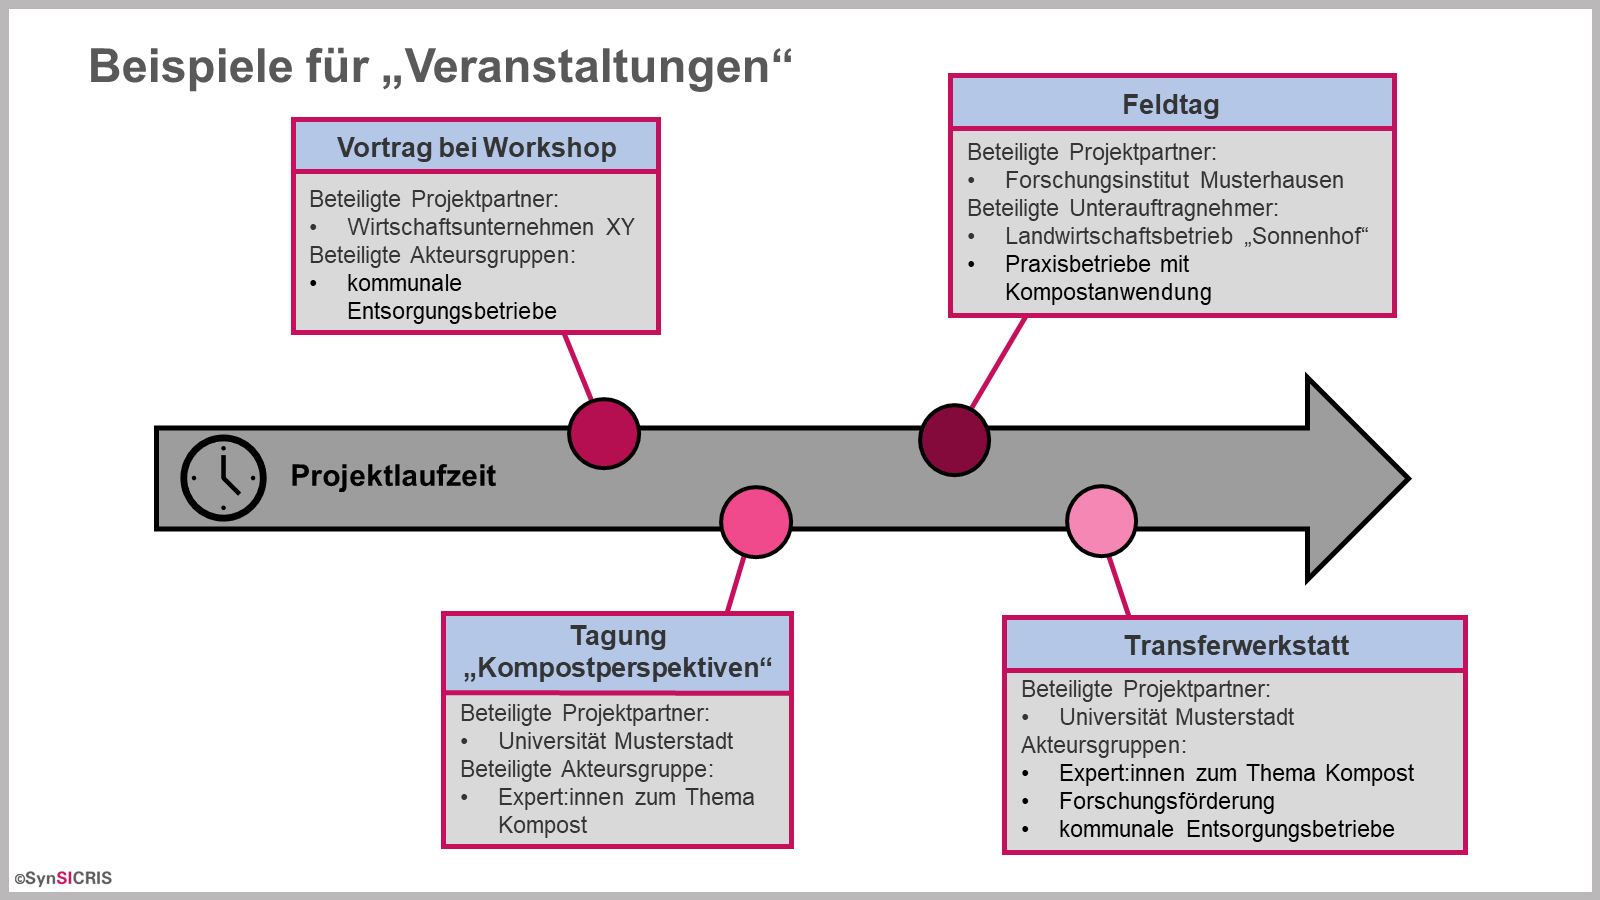 Beispiele für „Veranstaltungen“
Vortrag bei Workshop
Beteiligte Projektpartner:
• Wirtschaftsunternehmen XY
Beteiligte Akteursgruppen:
• kommunale
Entsorgungsbetriebe
Feldtag
Beteiligte Projektpartner:
• Forschungsinstitut Musterhausen
Beteiligte Unterauftragnehmer:
• Landwirtschaftsbetrieb „Sonnenhof“
• Praxisbetriebe mit
Kompostanwendung
Projektlaufzeit
Tagung
„Kompostperspektiven“
Beteiligte Projektpartner:
• Universität Musterstadt
Beteiligte Akteursgruppe:
• Expert:innen zum Thema
Kompost
Transferwerkstatt
Beteiligte Projektpartner:
• Universität Musterstadt
Akteursgruppen:
• Expert:innen zum Thema Kompost
• Forschungsförderung
• kommunale Entsorgungsbetriebe
©SynSICRIS